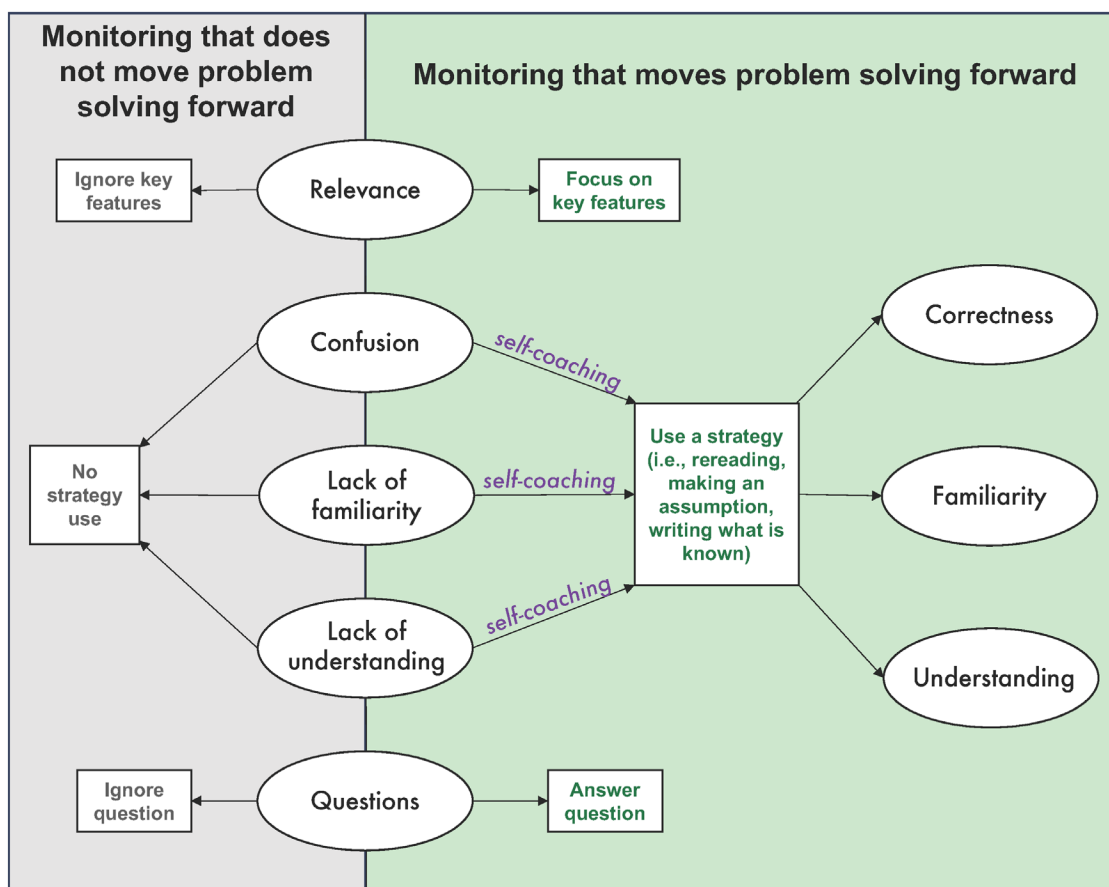 Monitoring that does
not move problem
solving forward
Monitoring that moves problem solving forward
Ignore key
features
Relevance
Focus on
key features
Confusion
self-coaching
Correctness
No
strategy
use
Lack of
familiarity
self-coaching
Use a strategy
(i.e., rereading,
making an
assumption,
writing what is
known)
Familiarity
Lack of
understanding
self-coaching
Understanding
Ignore
question
Questions
Answer
question